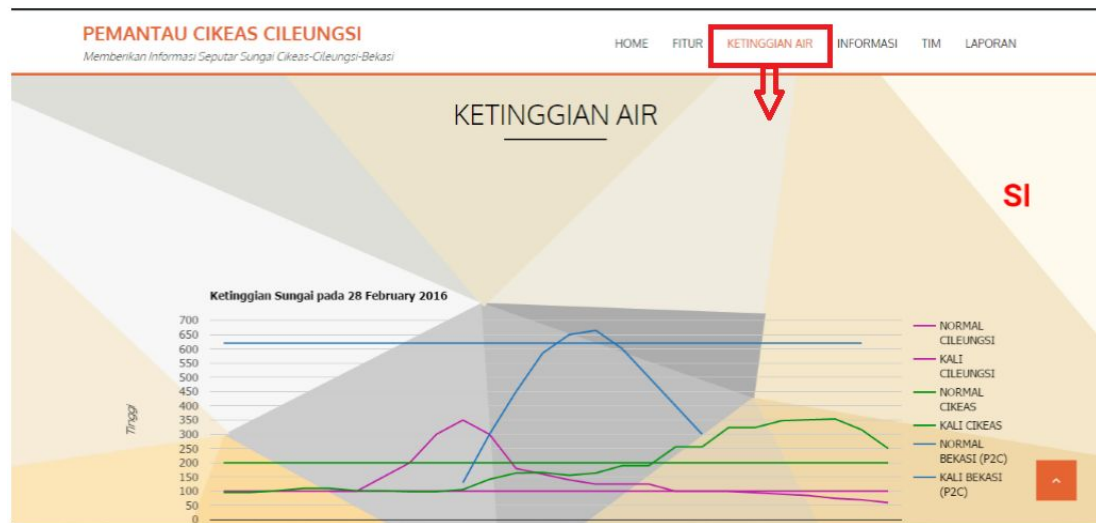 PEMANTAU CIKEAS CILEUNGSI
Memberikan Informasi Seputar Sungai Cikeas-Cileungsi-Bekasi
HOME FITUR KETINGGIAN AIR INFORMASI TIM LAPORAN
KETINGGIAN AIR
SI
Ketinggian Sungai pada 28 February 2016
700
650
600
550
500
450
400
350
300
250
200
150
100
50
0
Tinggi
NORMAL
CILEUNGSI
KALI
CILEUNGSI
NORMAL
CIKEAS
KALI CIKEAS
NORMAL
BEKASI (P2C)
KALI BEKASI
(P2C)